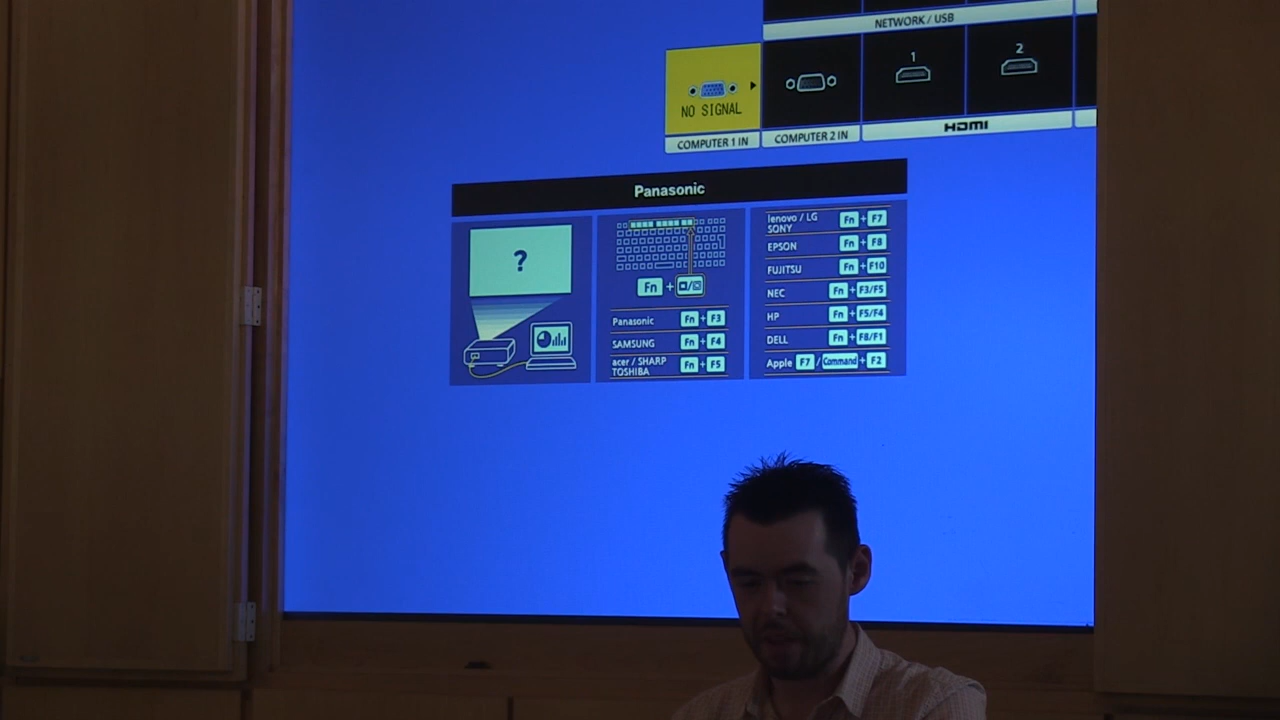 NETWORK / USB
1
2
NO SIGNAL
COMPUTER 1 IN
COMPUTER 2 IN
HDMI
Panasonic
?
Fn +
Panasonic Fn + F3
SAMSUNG Fn + F4
acer / SHARP
TOSHIBA Fn + F5
lenovo / LG
SONY Fn + F7
EPSON Fn + F8
FUJITSU Fn + F10
NEC Fn + F3/F5
HP Fn + F5/F4
DELL Fn + F8/F1
Apple F7 / Command + F2